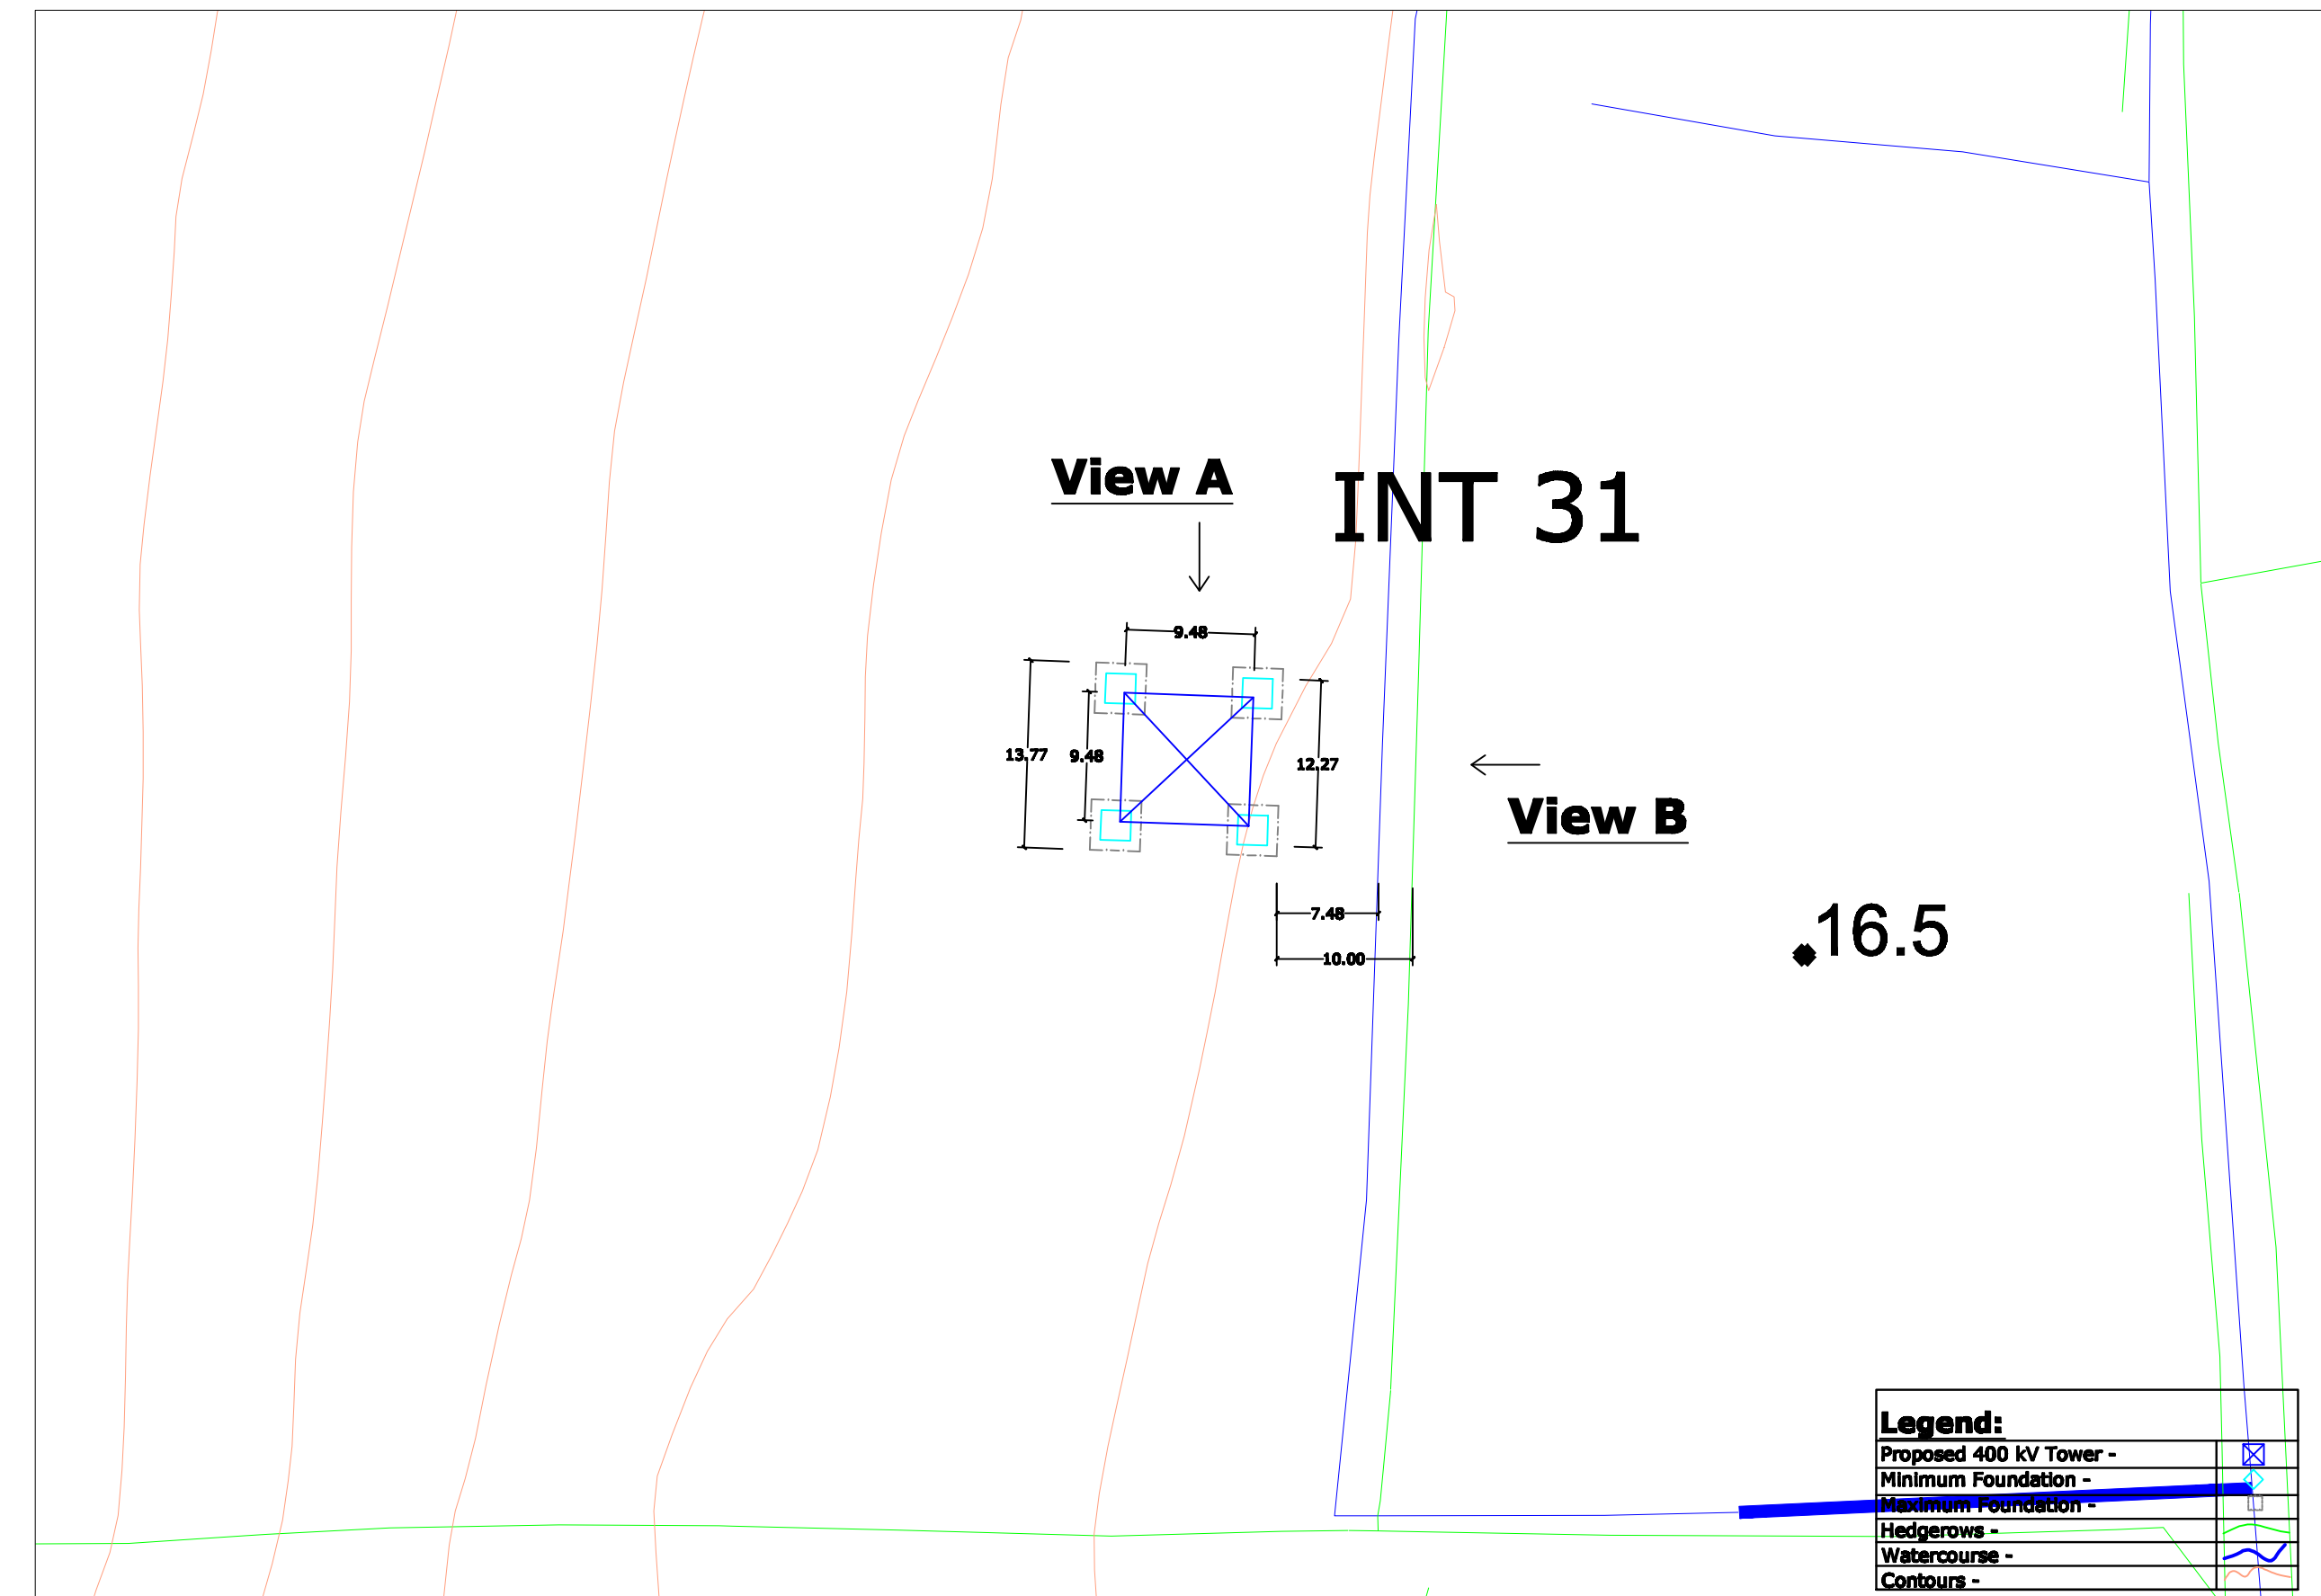 View A
INT 31
9.48
13.77
9.48
12.27
View B
7.48
16.5
10.00
Legend:
Proposed 400 kV Tower -
Minimum Foundation -
Maximum Foundation -
Hedgerows -
Watercourse -
Contours -